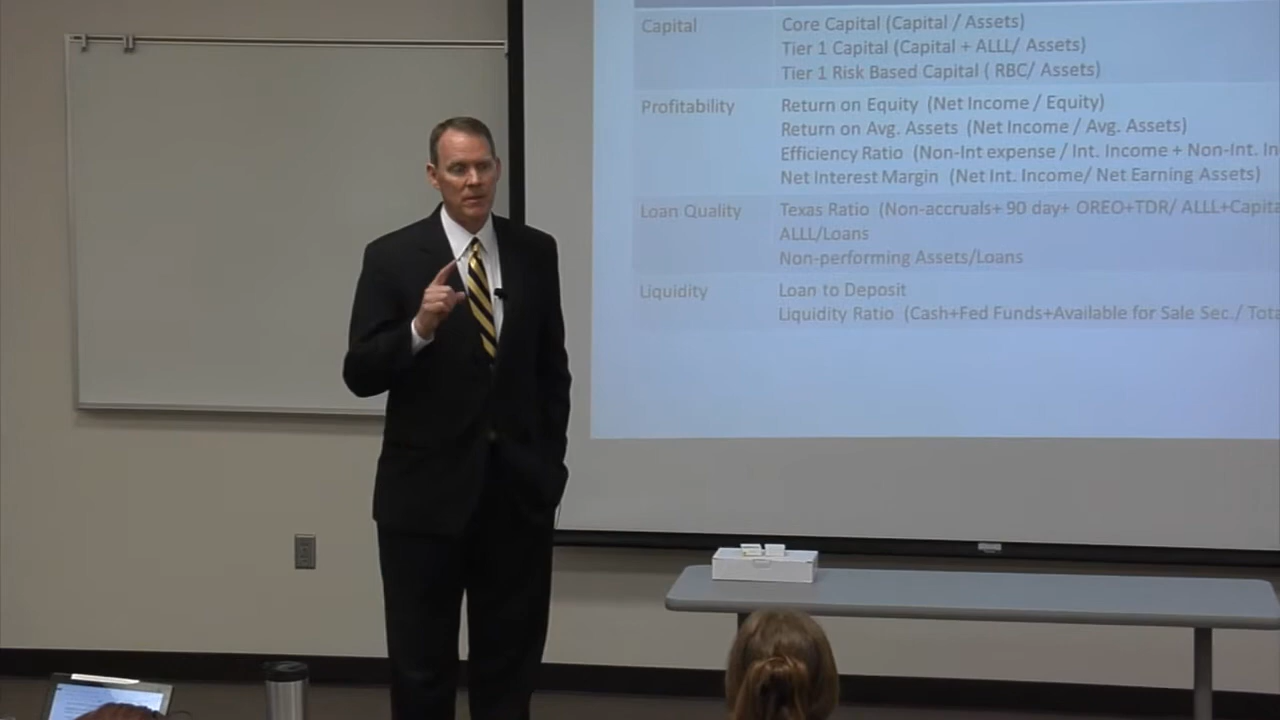 Capital
Core Capital (Capital / Assets)
Tier 1 Capital (Capital + ALLL/ Assets)
Tier 1 Risk Based Capital ( RBC/ Assets)
Profitability
Return on Equity (Net Income / Equity)
Return on Avg. Assets (Net Income / Avg. Assets)
Efficiency Ratio (Non-Int expense / Int. Income + Non-Int. In
Net Interest Margin (Net Int. Income/ Net Earning Assets)
Loan Quality
Texas Ratio (Non-accruals+ 90 day+ OREO+TDR/ ALLL+Capita
ALLL/Loans
Non-performing Assets/Loans
Liquidity
Loan to Deposit
Liquidity Ratio (Cash+Fed Funds+Available for Sale Sec./ Tota